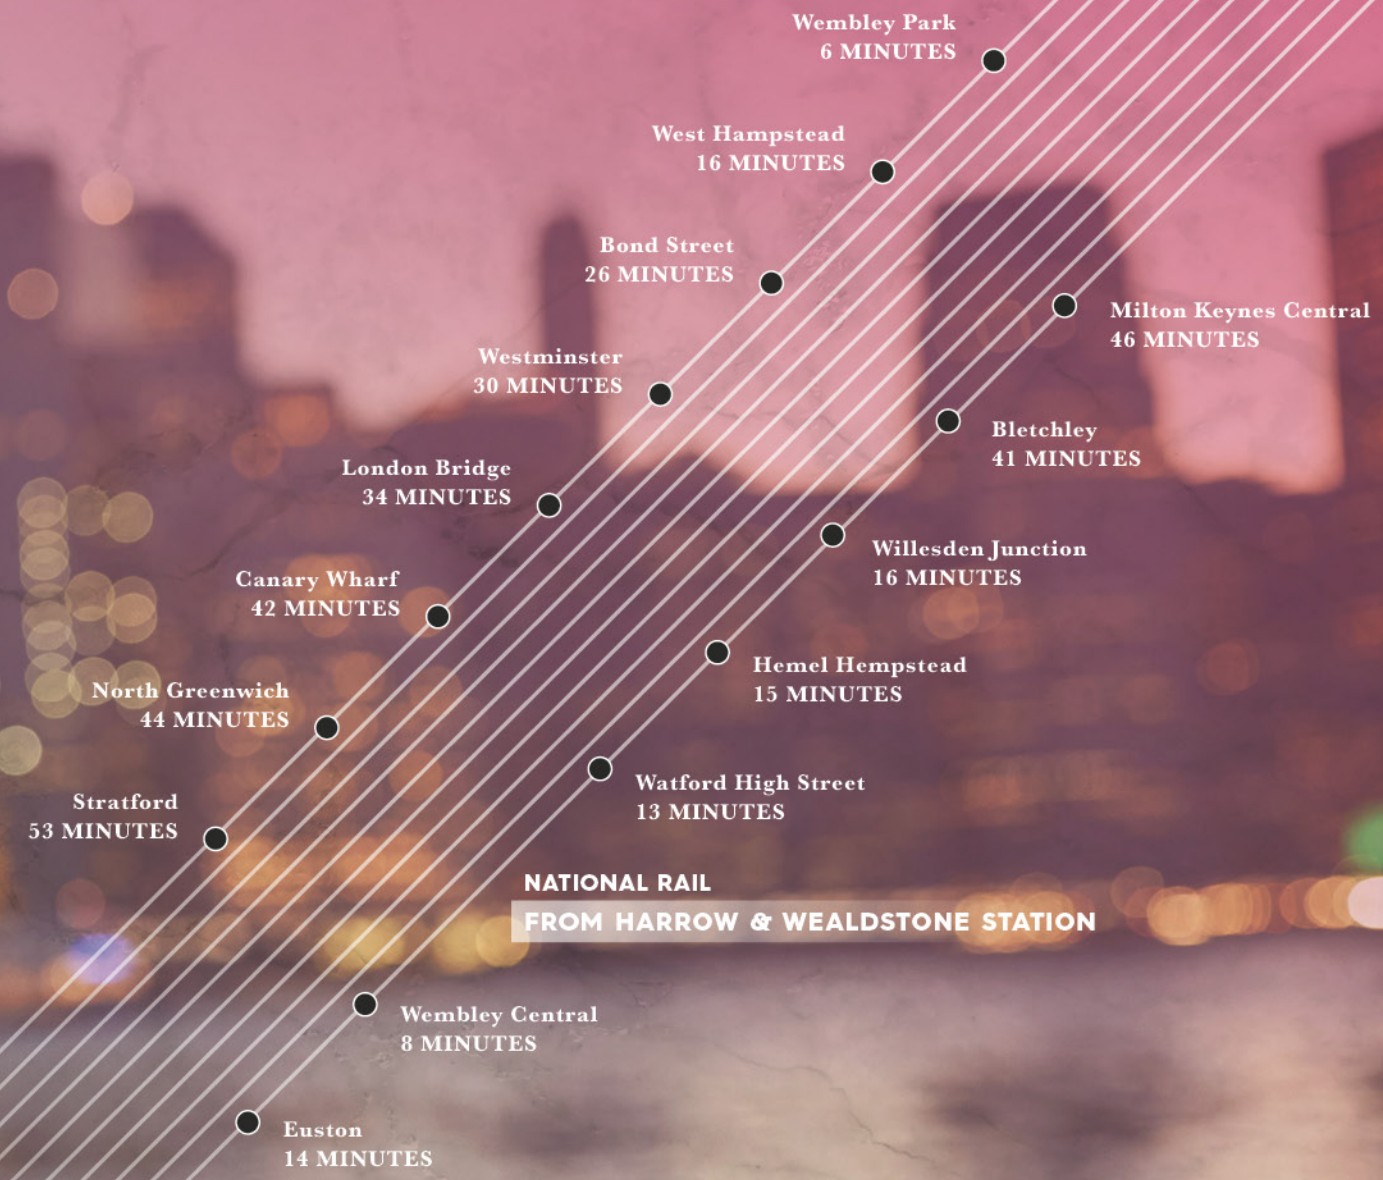 Wembley Park
6 MINUTES
West Hampstead
16 MINUTES
Bond Street
26 MINUTES
Westminster
30 MINUTES
London Bridge
34 MINUTES
Canary Wharf
42 MINUTES
North Greenwich
44 MINUTES
Stratford
53 MINUTES
Milton Keynes Central
46 MINUTES
Bletchley
41 MINUTES
Willesden Junction
16 MINUTES
Hemel Hempstead
15 MINUTES
Watford High Street
13 MINUTES
NATIONAL RAIL
FROM HARROW & WEALDSTONE STATION
Wembley Central
8 MINUTES
Euston
14 MINUTES